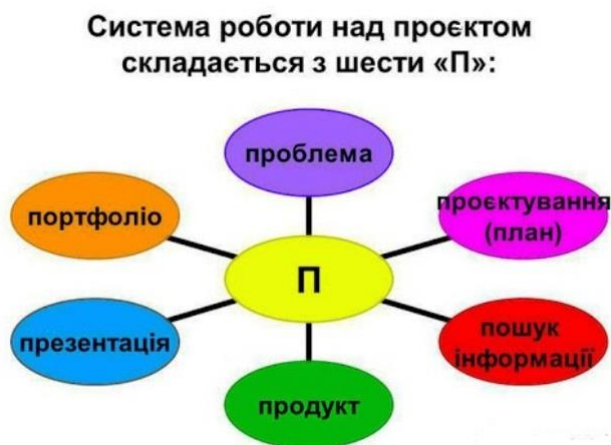 Система роботи над проєктом
складається з шести «П»:
проблема
проєктування
(план)
пошук
інформації
продукт
презентація
портфоліо
П